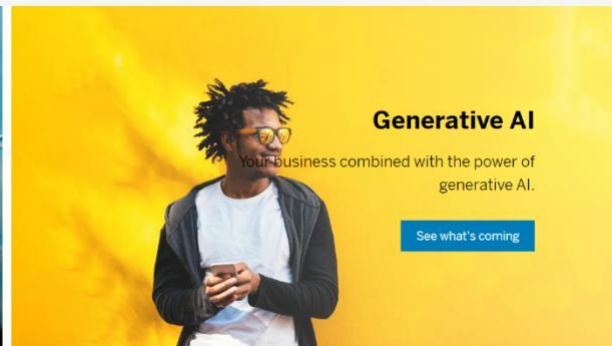 Generative AI
Your business combined with the power of
generative AI.
See what's coming